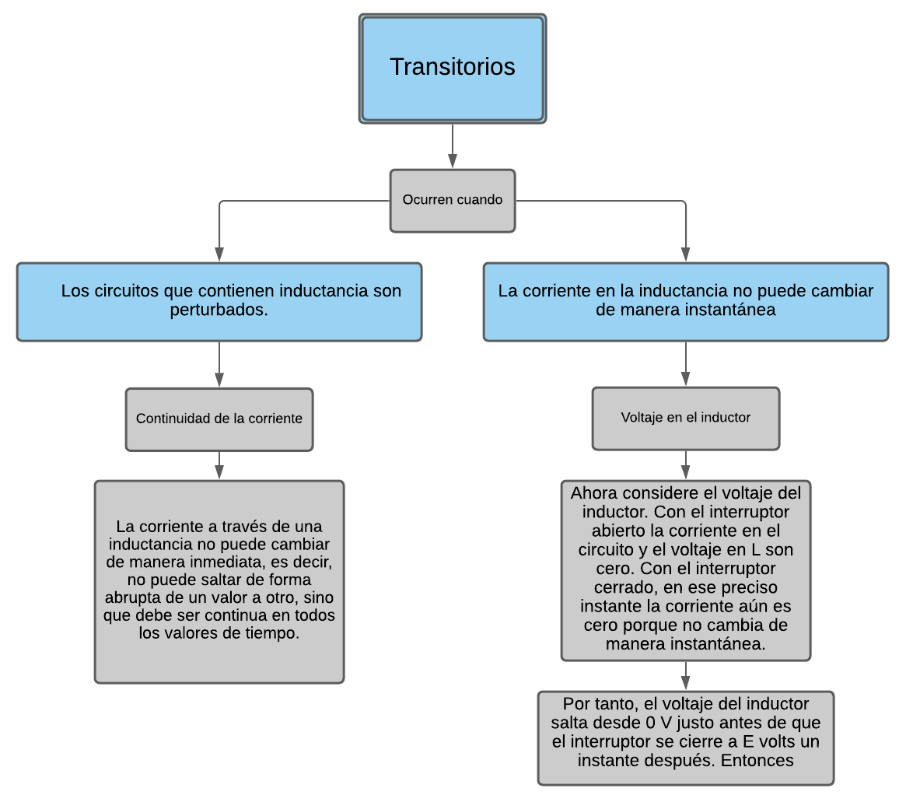 Transitorios
Ocurren cuando
Los circuitos que contienen inductancia son
perturbados.
La corriente en la inductancia no puede cambiar
de manera instantánea
Continuidad de la corriente
Voltaje en el inductor
La corriente a través de una
inductancia no puede cambiar
de manera inmediata, es decir,
no puede saltar de forma
abrupta de un valor a otro, sino
que debe ser continua en todos
los valores de tiempo.
Ahora considere el voltaje del
inductor. Con el interruptor
abierto la corriente en el
circuito y el voltaje en L son
cero. Con el interruptor
cerrado, en ese preciso
instante la corriente aún es
cero porque no cambia de
manera instantánea.
Por tanto, el voltaje del inductor
salta desde 0 V justo antes de que
el interruptor se cierre a E volts un
instante después. Entonces